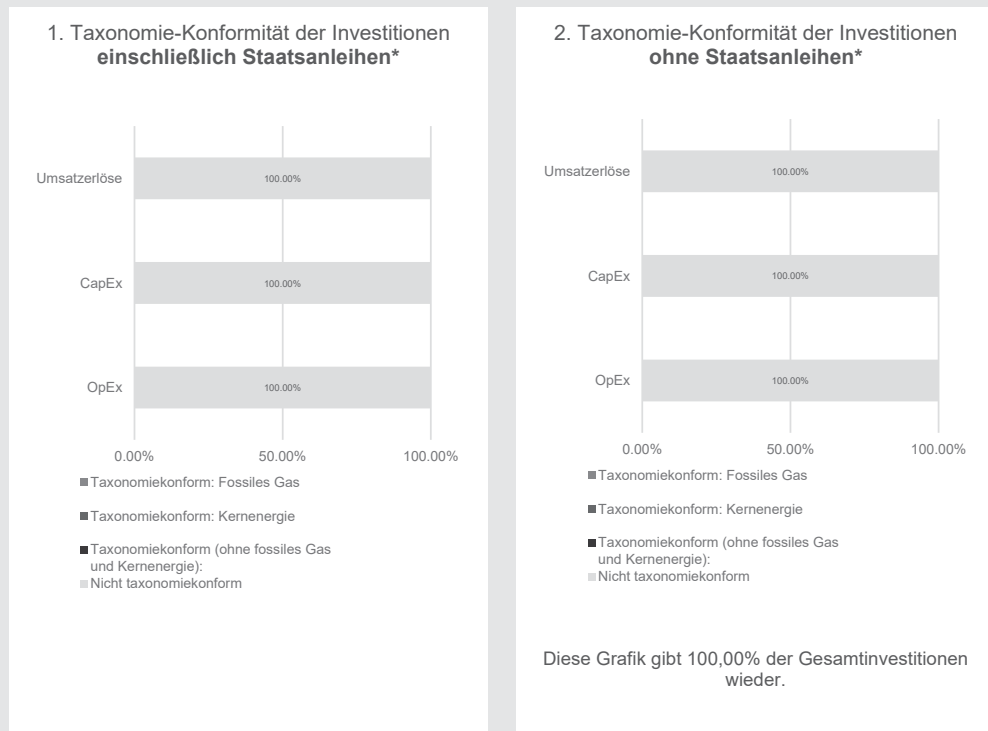 1. Taxonomie-Konformität der Investitionen
einschließlich Staatsanleihen*
Umsatzerlöse
100.00%
CapEx
100.00%
OpEx
100.00%
0.00%
50.00%
100.00%
Taxonomiekonform: Fossiles Gas
Taxonomiekonform: Kernenergie
Taxonomiekonform (ohne fossiles Gas
und Kernenergie):
Nicht taxonomiekonform
2. Taxonomie-Konformität der Investitionen
ohne Staatsanleihen*
Umsatzerlöse
100.00%
CapEx
100.00%
OpEx
100.00%
0.00%
50.00%
100.00%
Taxonomiekonform: Fossiles Gas
Taxonomiekonform: Kernenergie
Taxonomiekonform (ohne fossiles Gas
und Kernenergie):
Nicht taxonomiekonform
Diese Grafik gibt 100,00% der Gesamtinvestitionen
wieder.